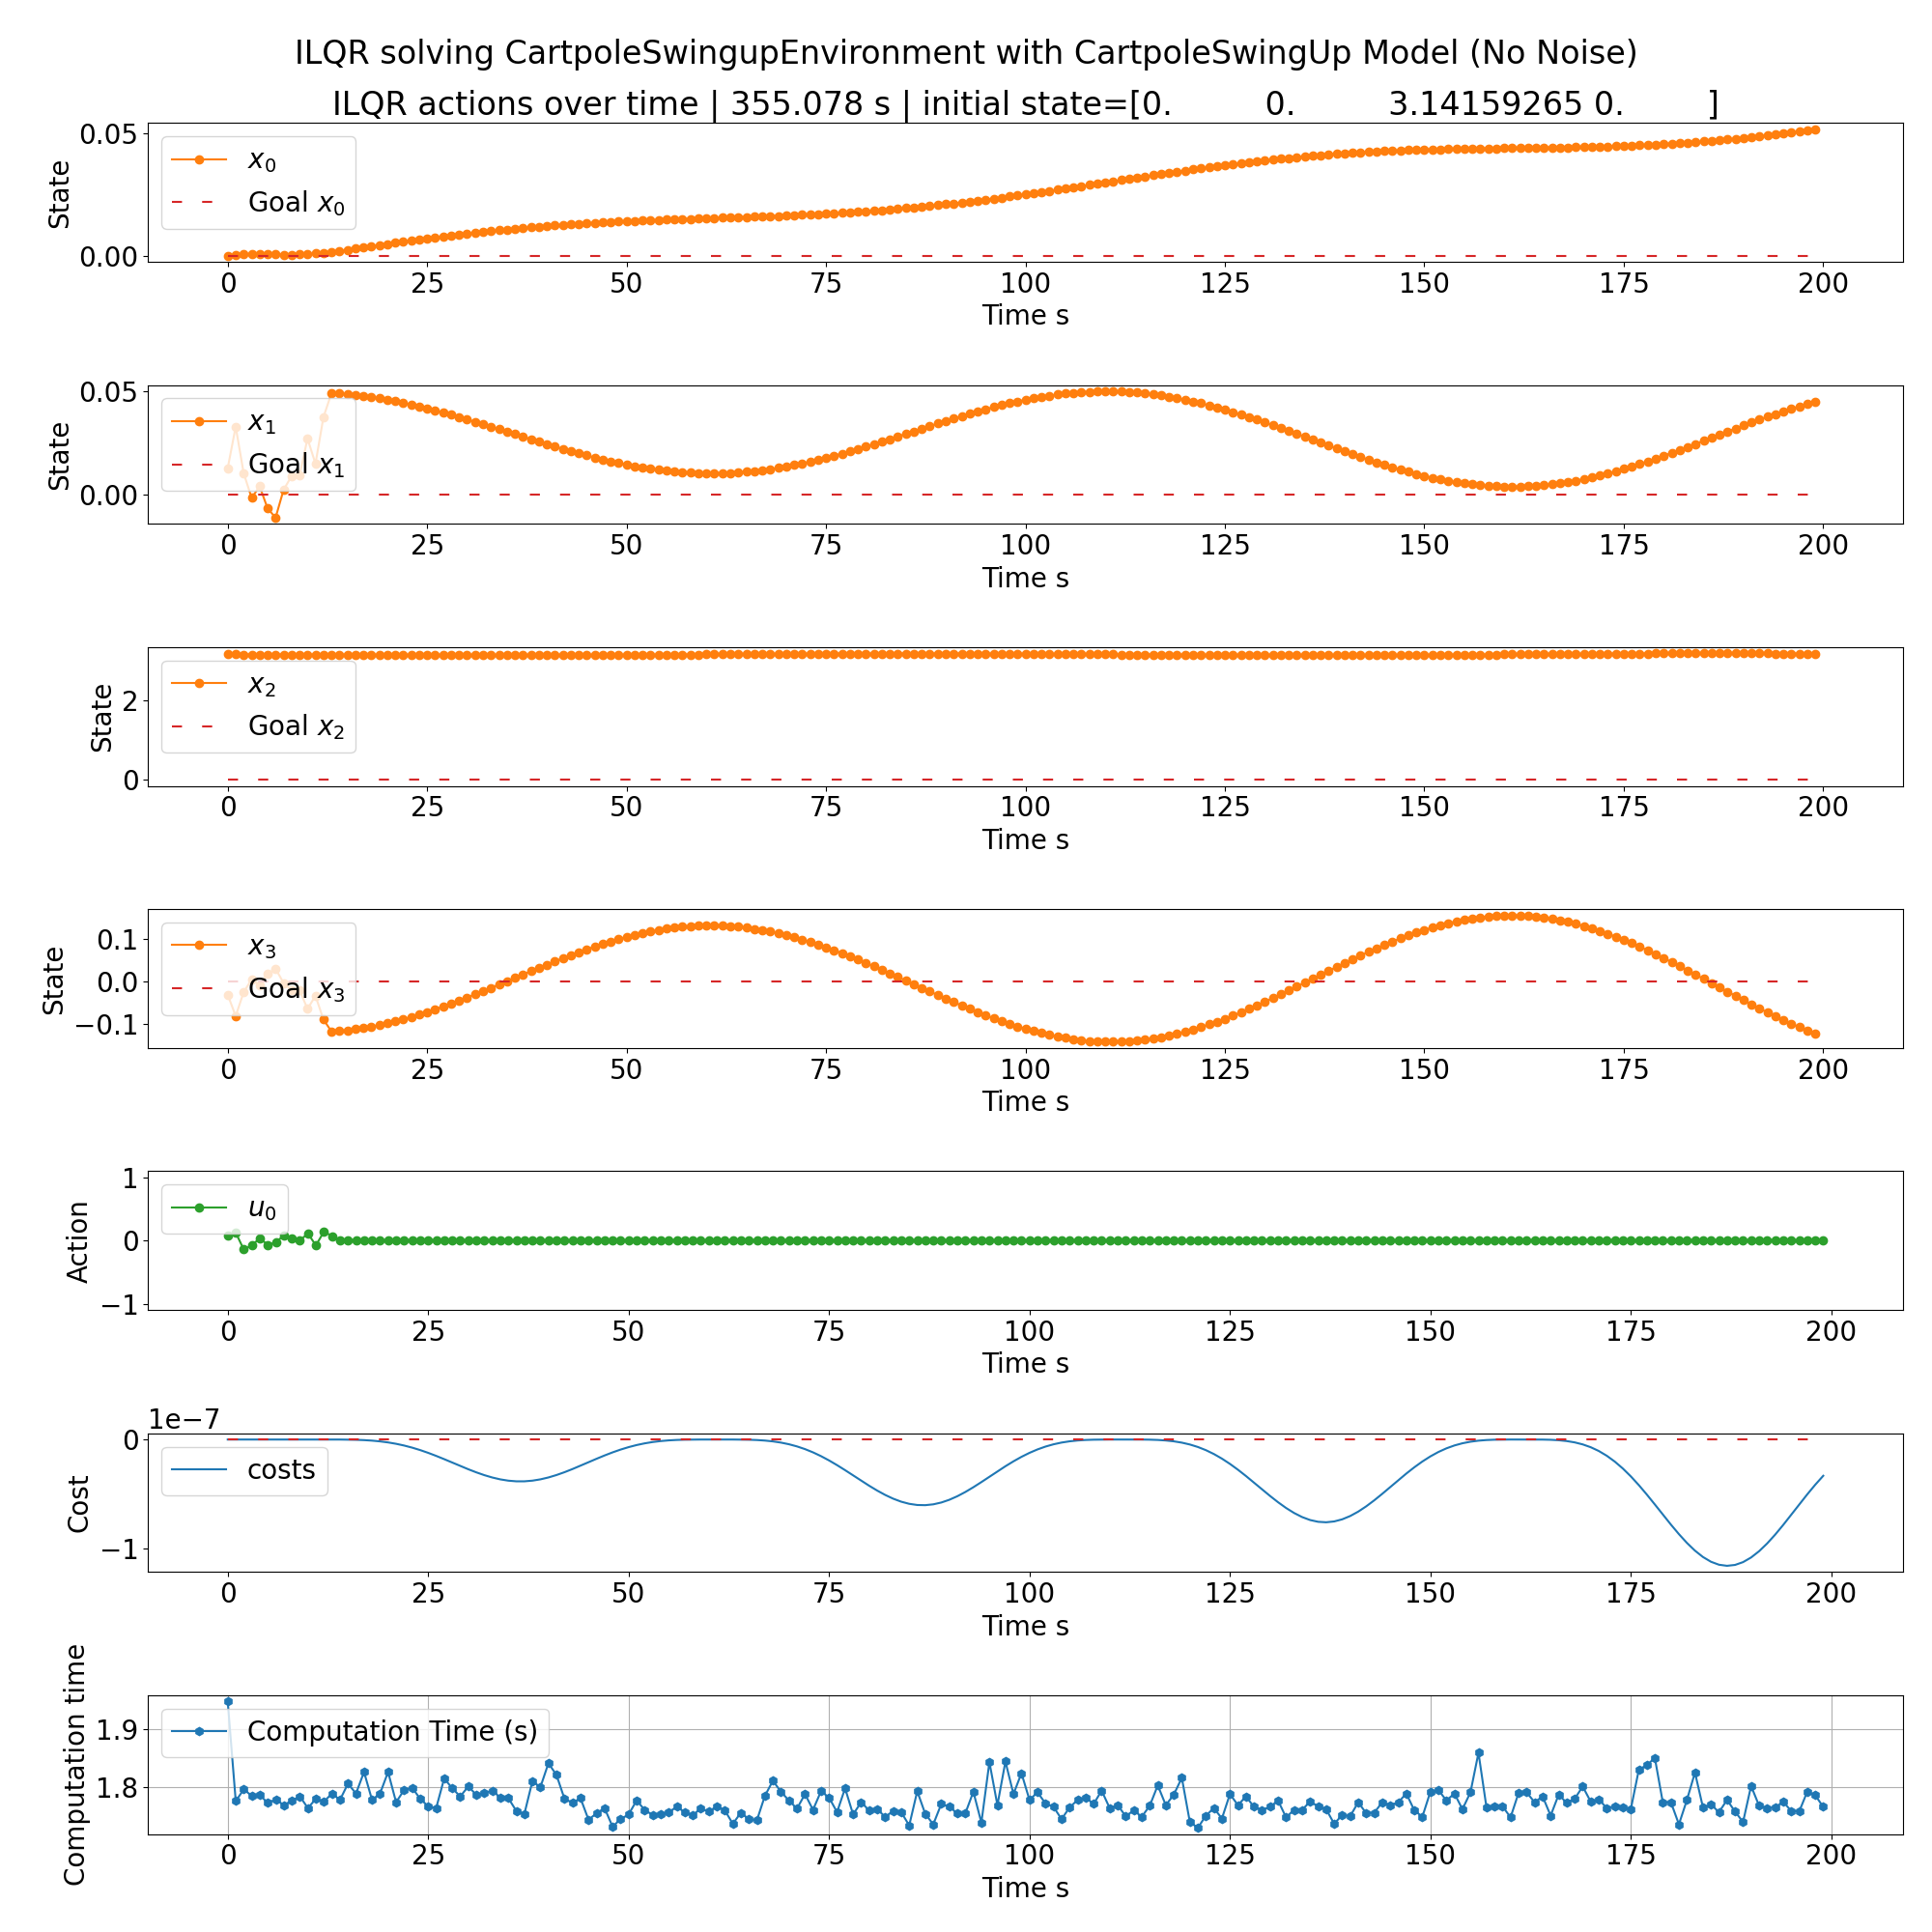 ILQR solving CartpoleSwingupEnvironment with CartpoleSwingUp Model (No Noise)
ILQR actions over time | 355.078 s | initial state=[0. 0. 3.14159265 0. ]
0.05
0.00
State
x0
Goal x0
0 25 50 75 100 125 150 175 200
Time s
0.05
0.00
State
x1
Goal x1
0 25 50 75 100 125 150 175 200
Time s
2
0
State
x2
Goal x2
0 25 50 75 100 125 150 175 200
Time s
0.1
0.0
−0.1
State
x3
Goal x3
0 25 50 75 100 125 150 175 200
Time s
1
0
−1
Action
u0
0 25 50 75 100 125 150 175 200
Time s
1e−7
0
−1
Cost
costs
0 25 50 75 100 125 150 175 200
Time s
1.9
1.8
Computation time
Computation Time (s)
0 25 50 75 100 125 150 175 200
Time s